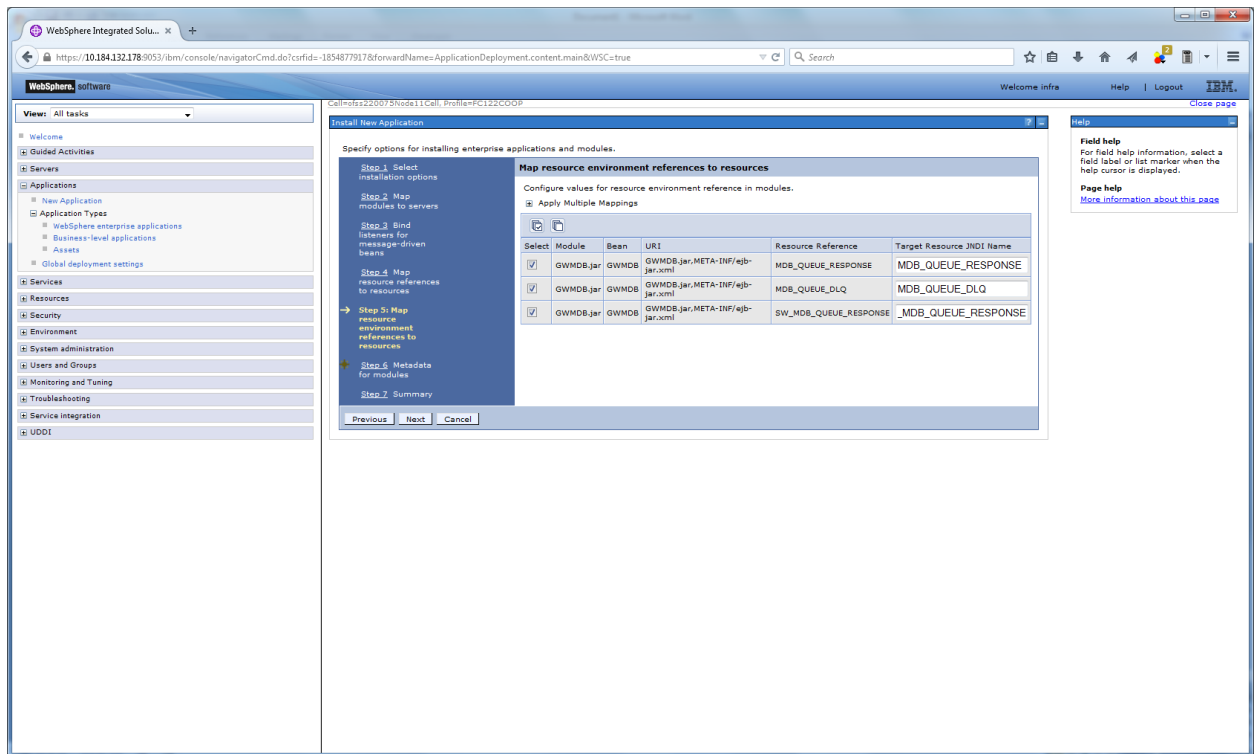 WebSphere Integrated Solu... × +
https://10.184.132.178:9053/ibm/console/navigatorCmd.do?csrfid=-1854877917&forwardName=ApplicationDeployment.content.main&WSC=true
Search
2
WebSphere. software
Welcome infra
Help | Logout
IBM.
View: All tasks
Welcome
Guided Activities
Servers
Applications
New Application
Application Types
WebSphere enterprise applications
Business-level applications
Assets
Global deployment settings
Services
Resources
Security
Environment
System administration
Users and Groups
Monitoring and Tuning
Troubleshooting
Service integration
UDDI
Cell=ofss220075Node11Cell, Profile=FC122COOP
Close page
Install New Application
? –
Specify options for installing enterprise applications and modules.
Step 1 Select
installation options
Step 2 Map
modules to servers
Step 3 Bind
listeners for
message-driven
beans
Step 4 Map
resource references
to resources
Step 5: Map
resource
environment
references to
resources
Step 6 Metadata
for modules
Step 7 Summary
Map resource environment references to resources
Configure values for resource environment reference in modules.
Apply Multiple Mappings
Select Module Bean URI Resource Reference Target Resource JNDI Name
GWMDB.jar GWMDB GWMDB.jar,META-INF/ejb-
jar.xml MDB_QUEUE_RESPONSE MDB_QUEUE_RESPONSE
GWMDB.jar GWMDB GWMDB.jar,META-INF/ejb-
jar.xml MDB_QUEUE_DLQ MDB_QUEUE_DLQ
GWMDB.jar GWMDB GWMDB.jar,META-INF/ejb-
jar.xml SW_MDB_QUEUE_RESPONSE _MDB_QUEUE_RESPONSE
Previous Next Cancel
Help
Field help
For field help information, select a
field label or list marker when the
help cursor is displayed.
Page help
More information about this page